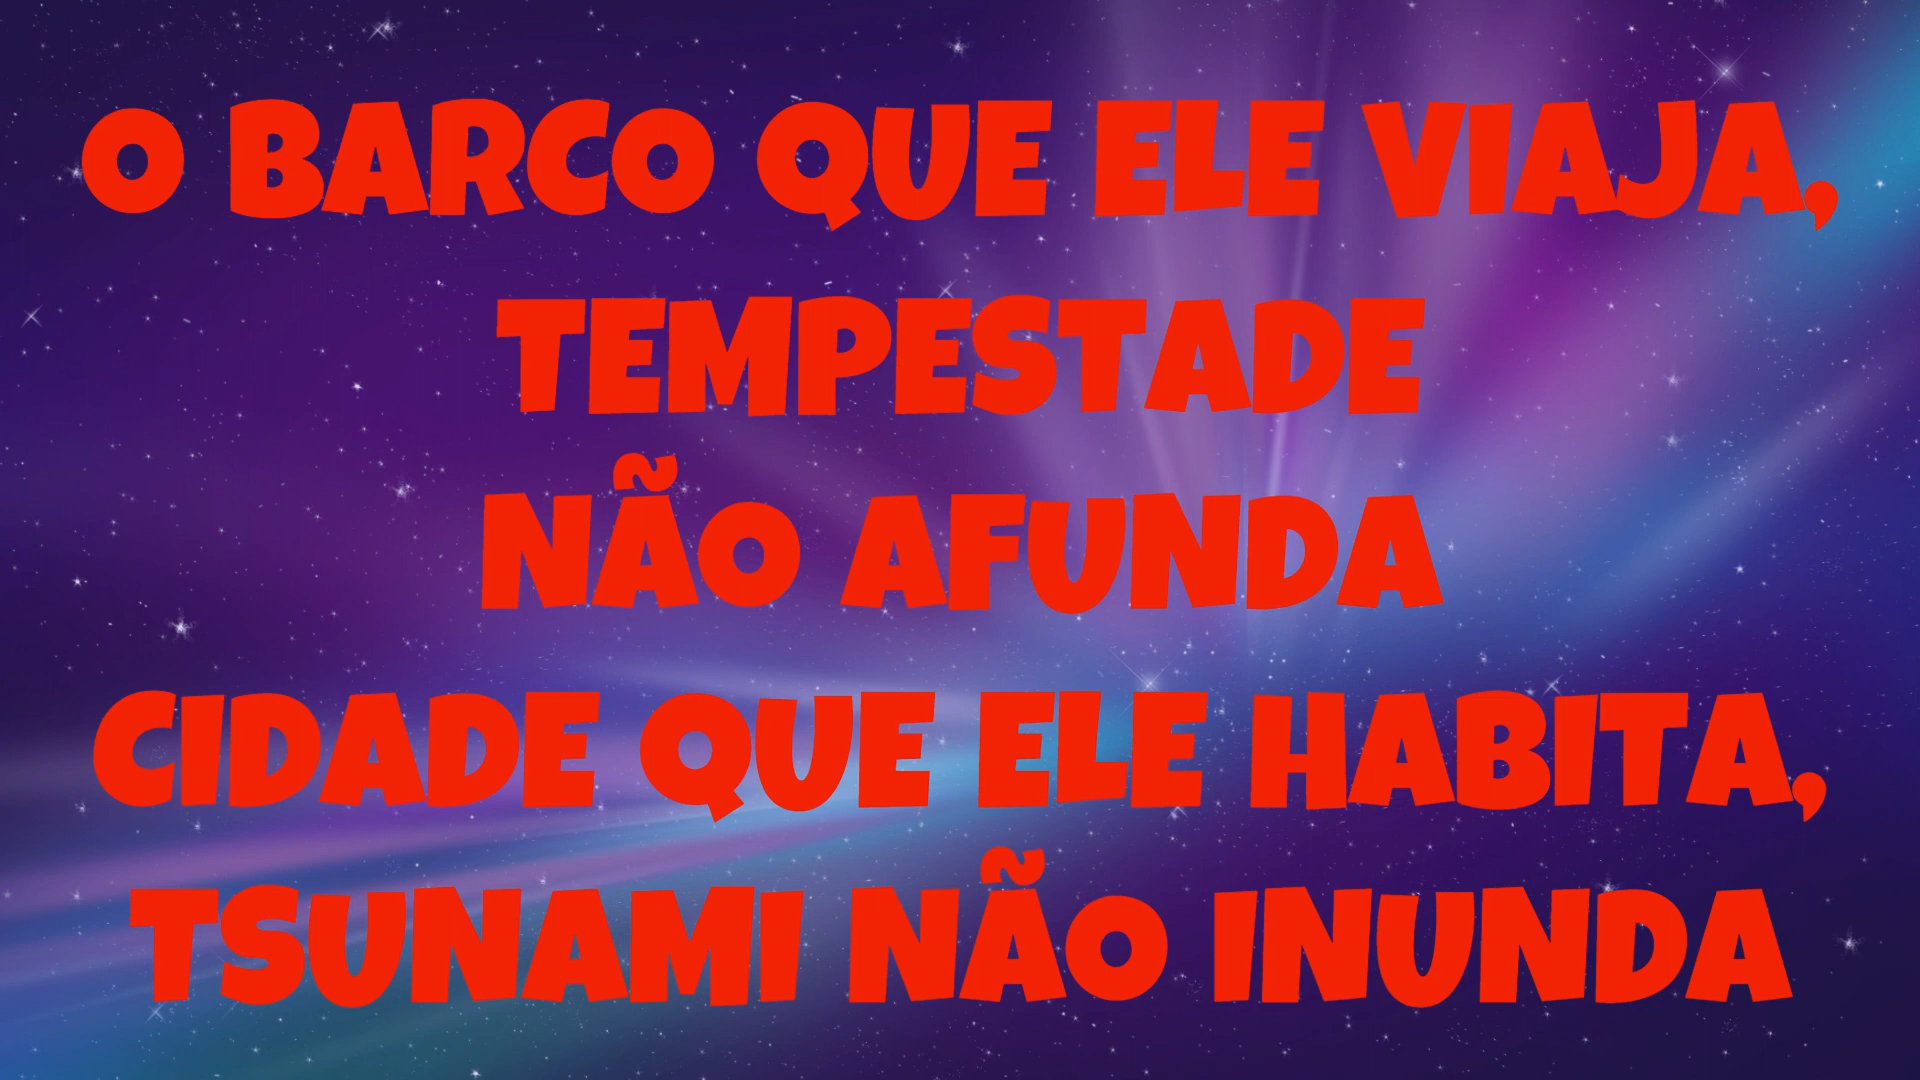 O BARCO QUE ELE VIAJA,
TEMPESTADE
NÃO AFUNDA
CIDADE QUE ELE HABITA,
TSUNAMI NÃO INUNDA